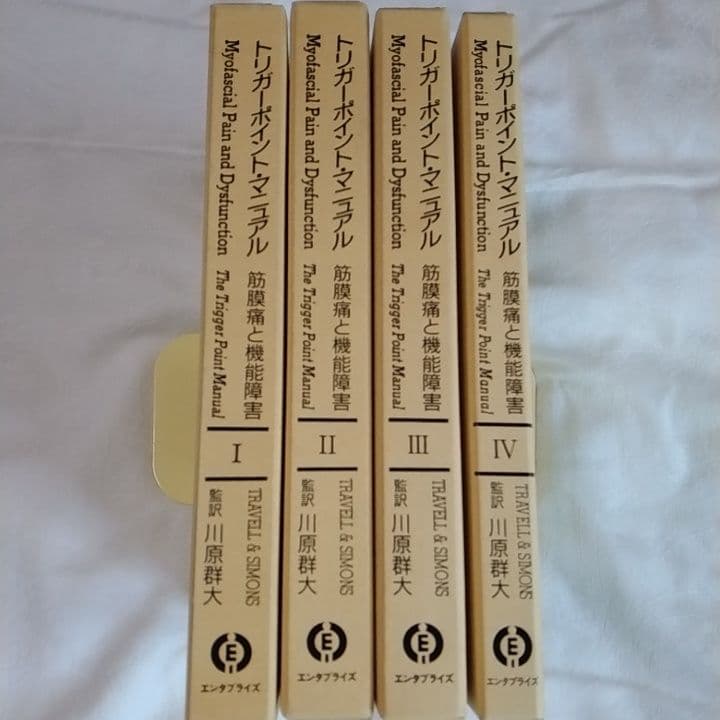 トリガーポイント・マニュアル
筋膜痛と機能障害
Myofascial Pain and Dysfunction
The Trigger Point Manual
I
TRAVELL & SIMONS
監訳 川原群大
E
エンタプライズ
トリガーポイント・マニュアル
筋膜痛と機能障害
Myofascial Pain and Dysfunction
The Trigger Point Manual
II
TRAVELL & SIMONS
監訳 川原群大
E
エンタプライズ
トリガーポイント・マニュアル
筋膜痛と機能障害
Myofascial Pain and Dysfunction
The Trigger Point Manual
III
TRAVELL & SIMONS
監訳 川原群大
E
エンタプライズ
トリガーポイント・マニュアル
筋膜痛と機能障害
Myofascial Pain and Dysfunction
The Trigger Point Manual
IV
TRAVELL & SIMONS
監訳 川原群大
E
エンタプライズ